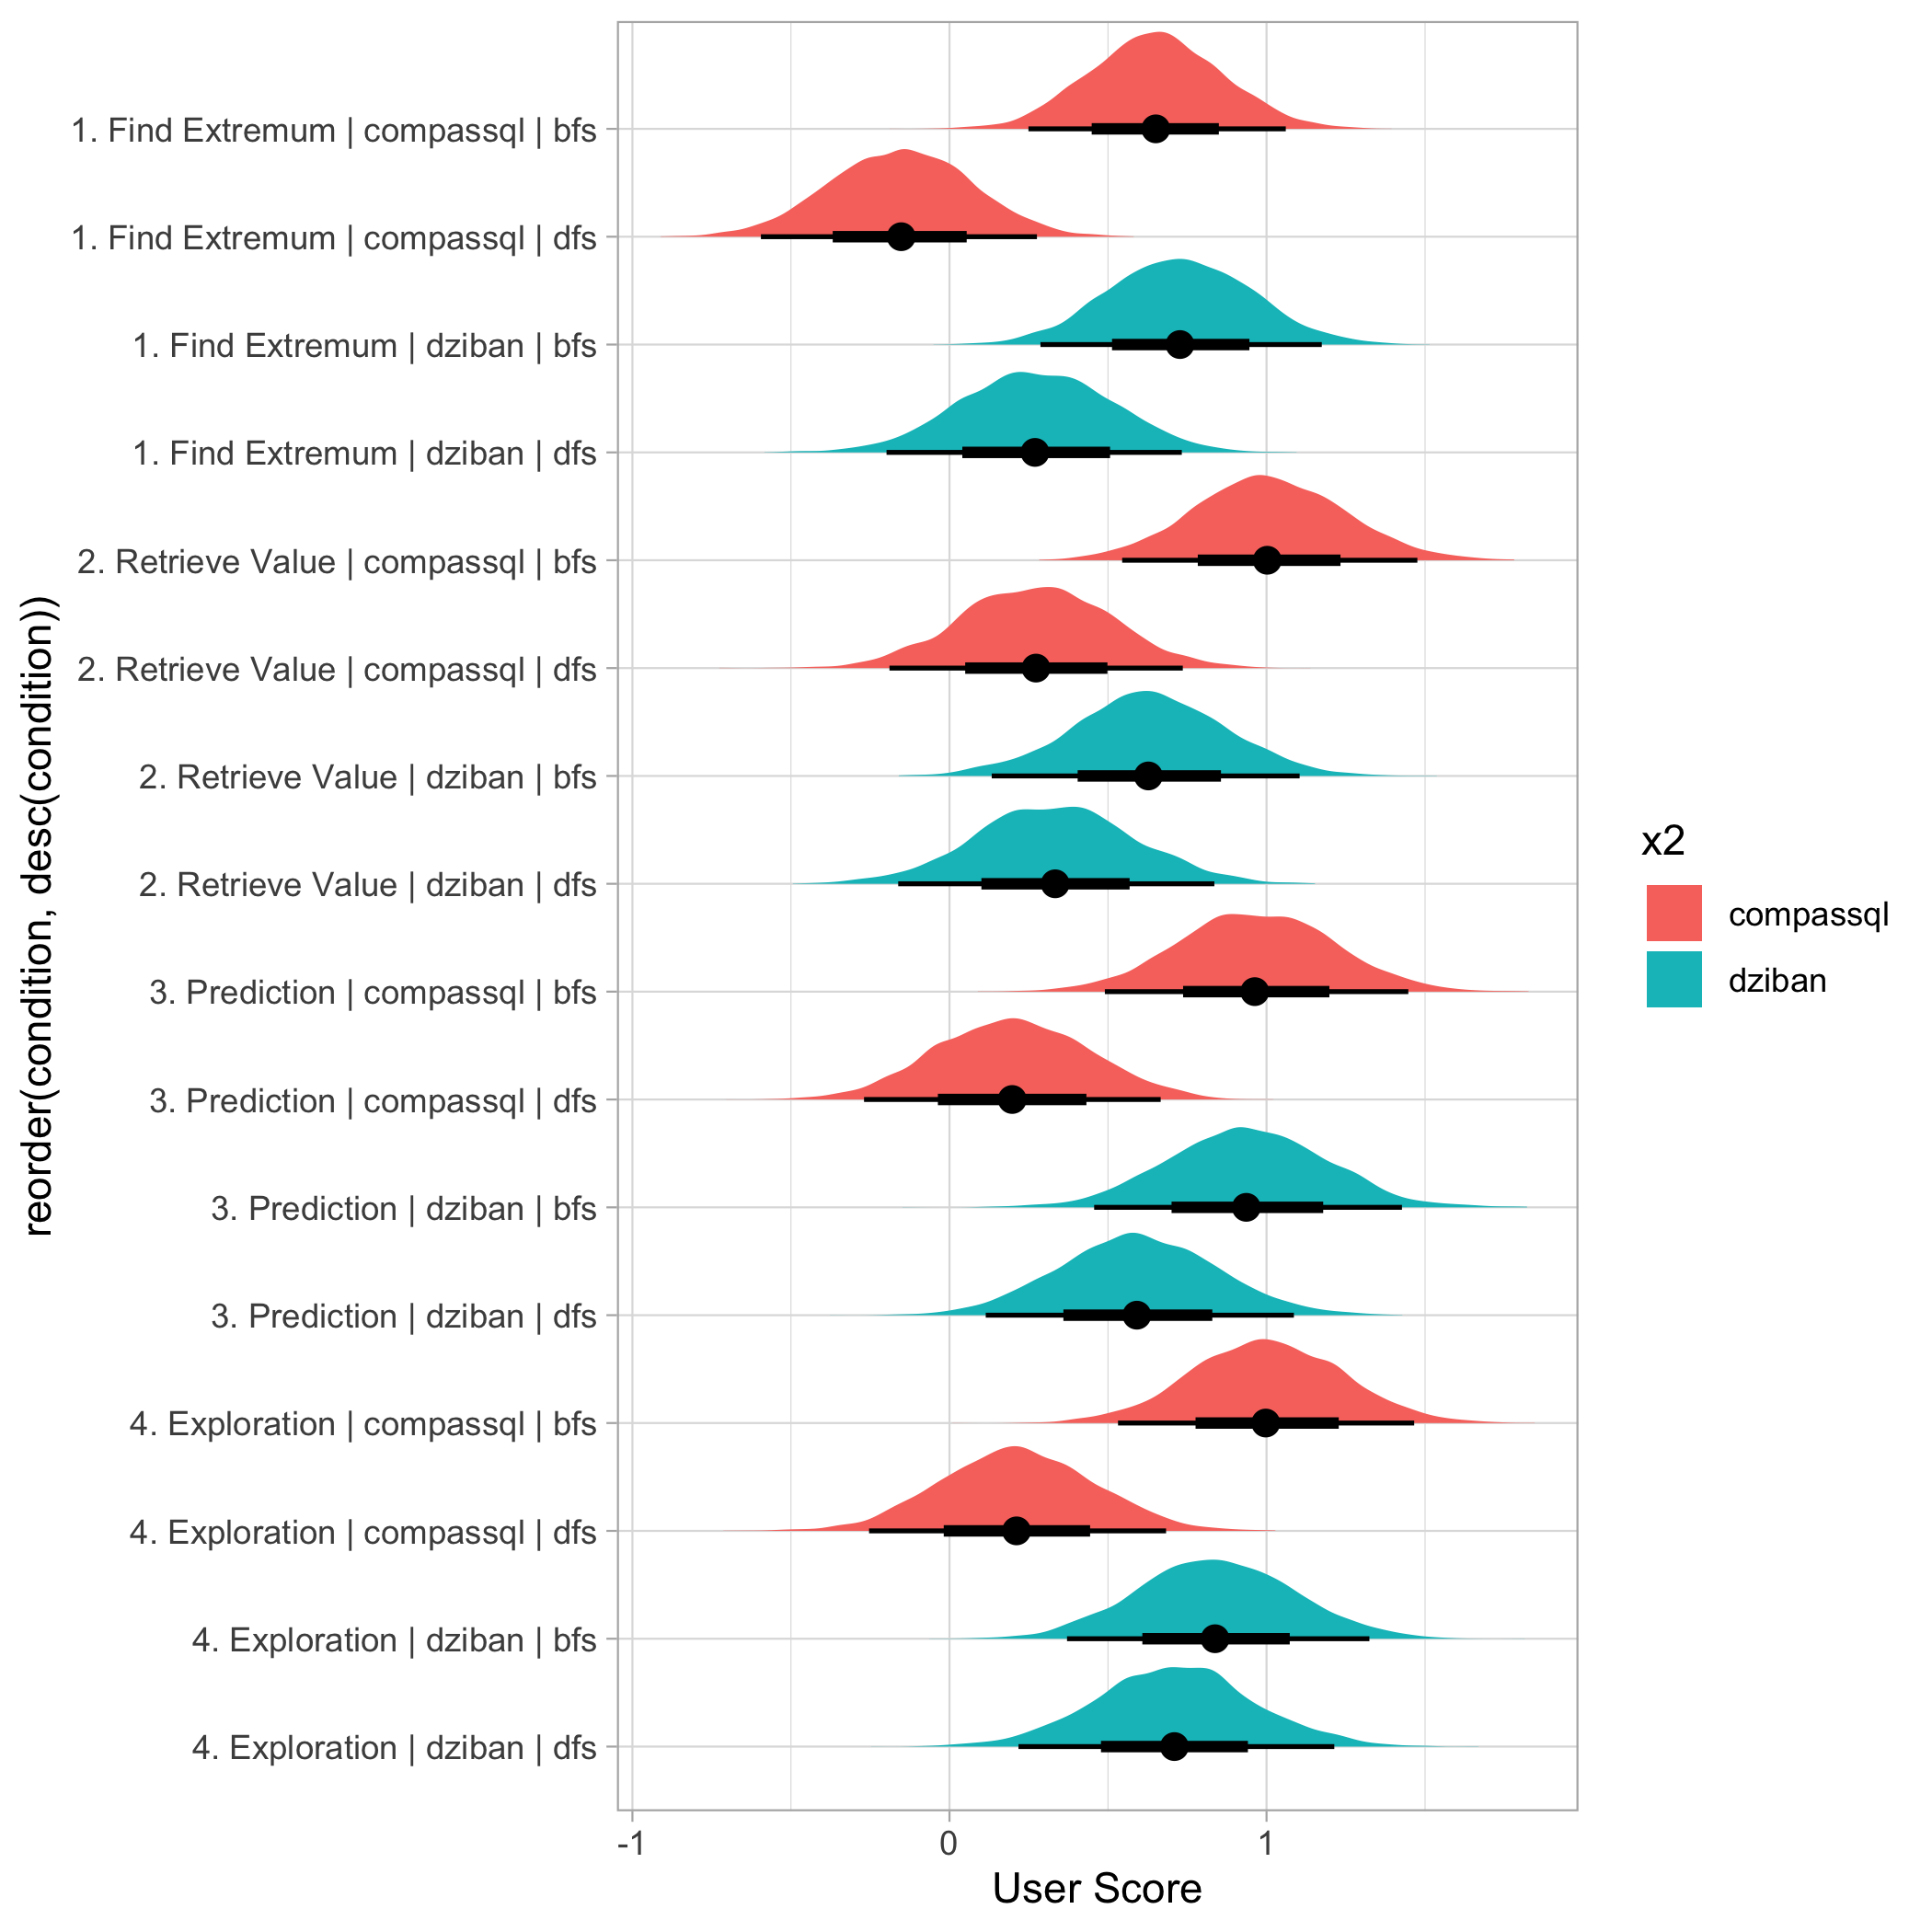 1. Find Extremum | compassql | bfs
1. Find Extremum | compassql | dfs
1. Find Extremum | dziban | bfs
1. Find Extremum | dziban | dfs
2. Retrieve Value | compassql | bfs
2. Retrieve Value | compassql | dfs
2. Retrieve Value | dziban | bfs
2. Retrieve Value | dziban | dfs
3. Prediction | compassql | bfs
3. Prediction | compassql | dfs
3. Prediction | dziban | bfs
3. Prediction | dziban | dfs
4. Exploration | compassql | bfs
4. Exploration | compassql | dfs
4. Exploration | dziban | bfs
4. Exploration | dziban | dfs
reorder(condition, desc(condition))
-1 0 1
User Score
x2
compassql
dziban